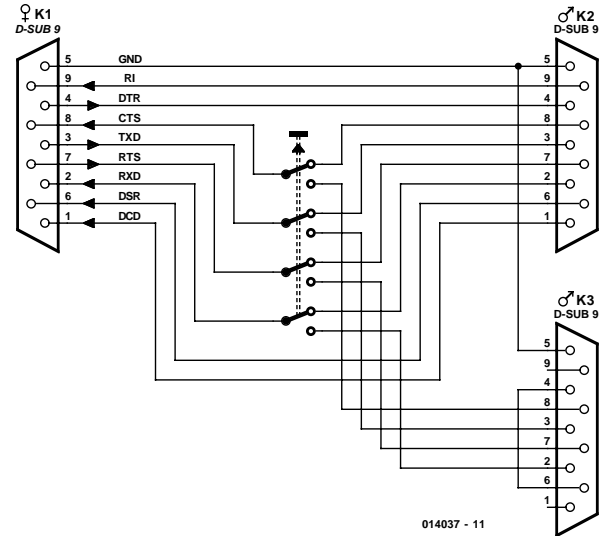 ♀ K1
D-SUB 9
5 GND
9 RI
4 DTR
8 CTS
3 TXD
7 RTS
2 RXD
6 DSR
1 DCD
♂ K2
D-SUB 9
5
9
4
8
3
7
2
6
1
♂ K3
D-SUB 9
5
9
4
8
3
7
2
6
1
014037 - 11